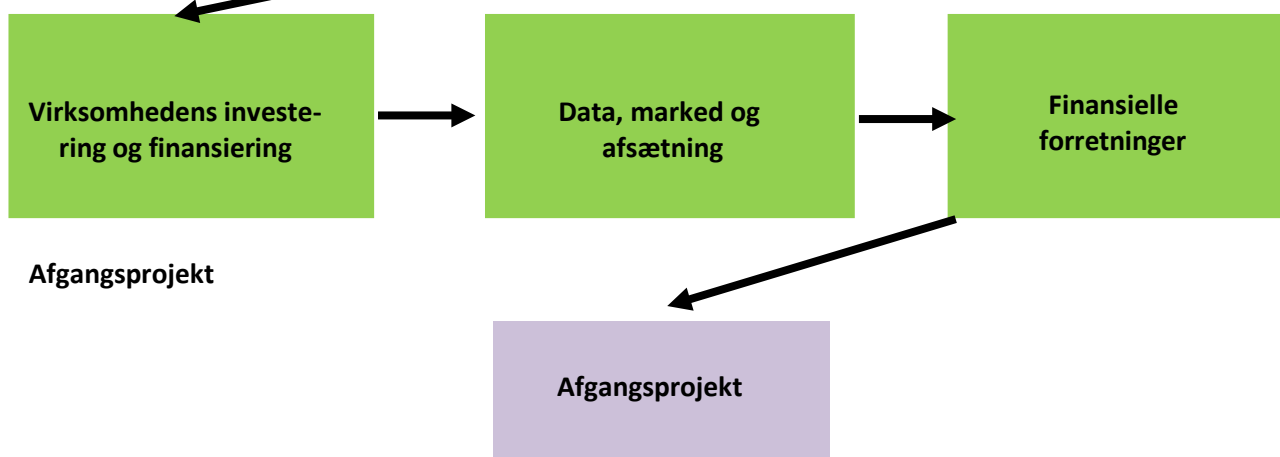 Virksomhedens investe-
ring og finansiering
Data, marked og
afsætning
Finansielle
forretninger
Afgangsprojekt
Afgangsprojekt